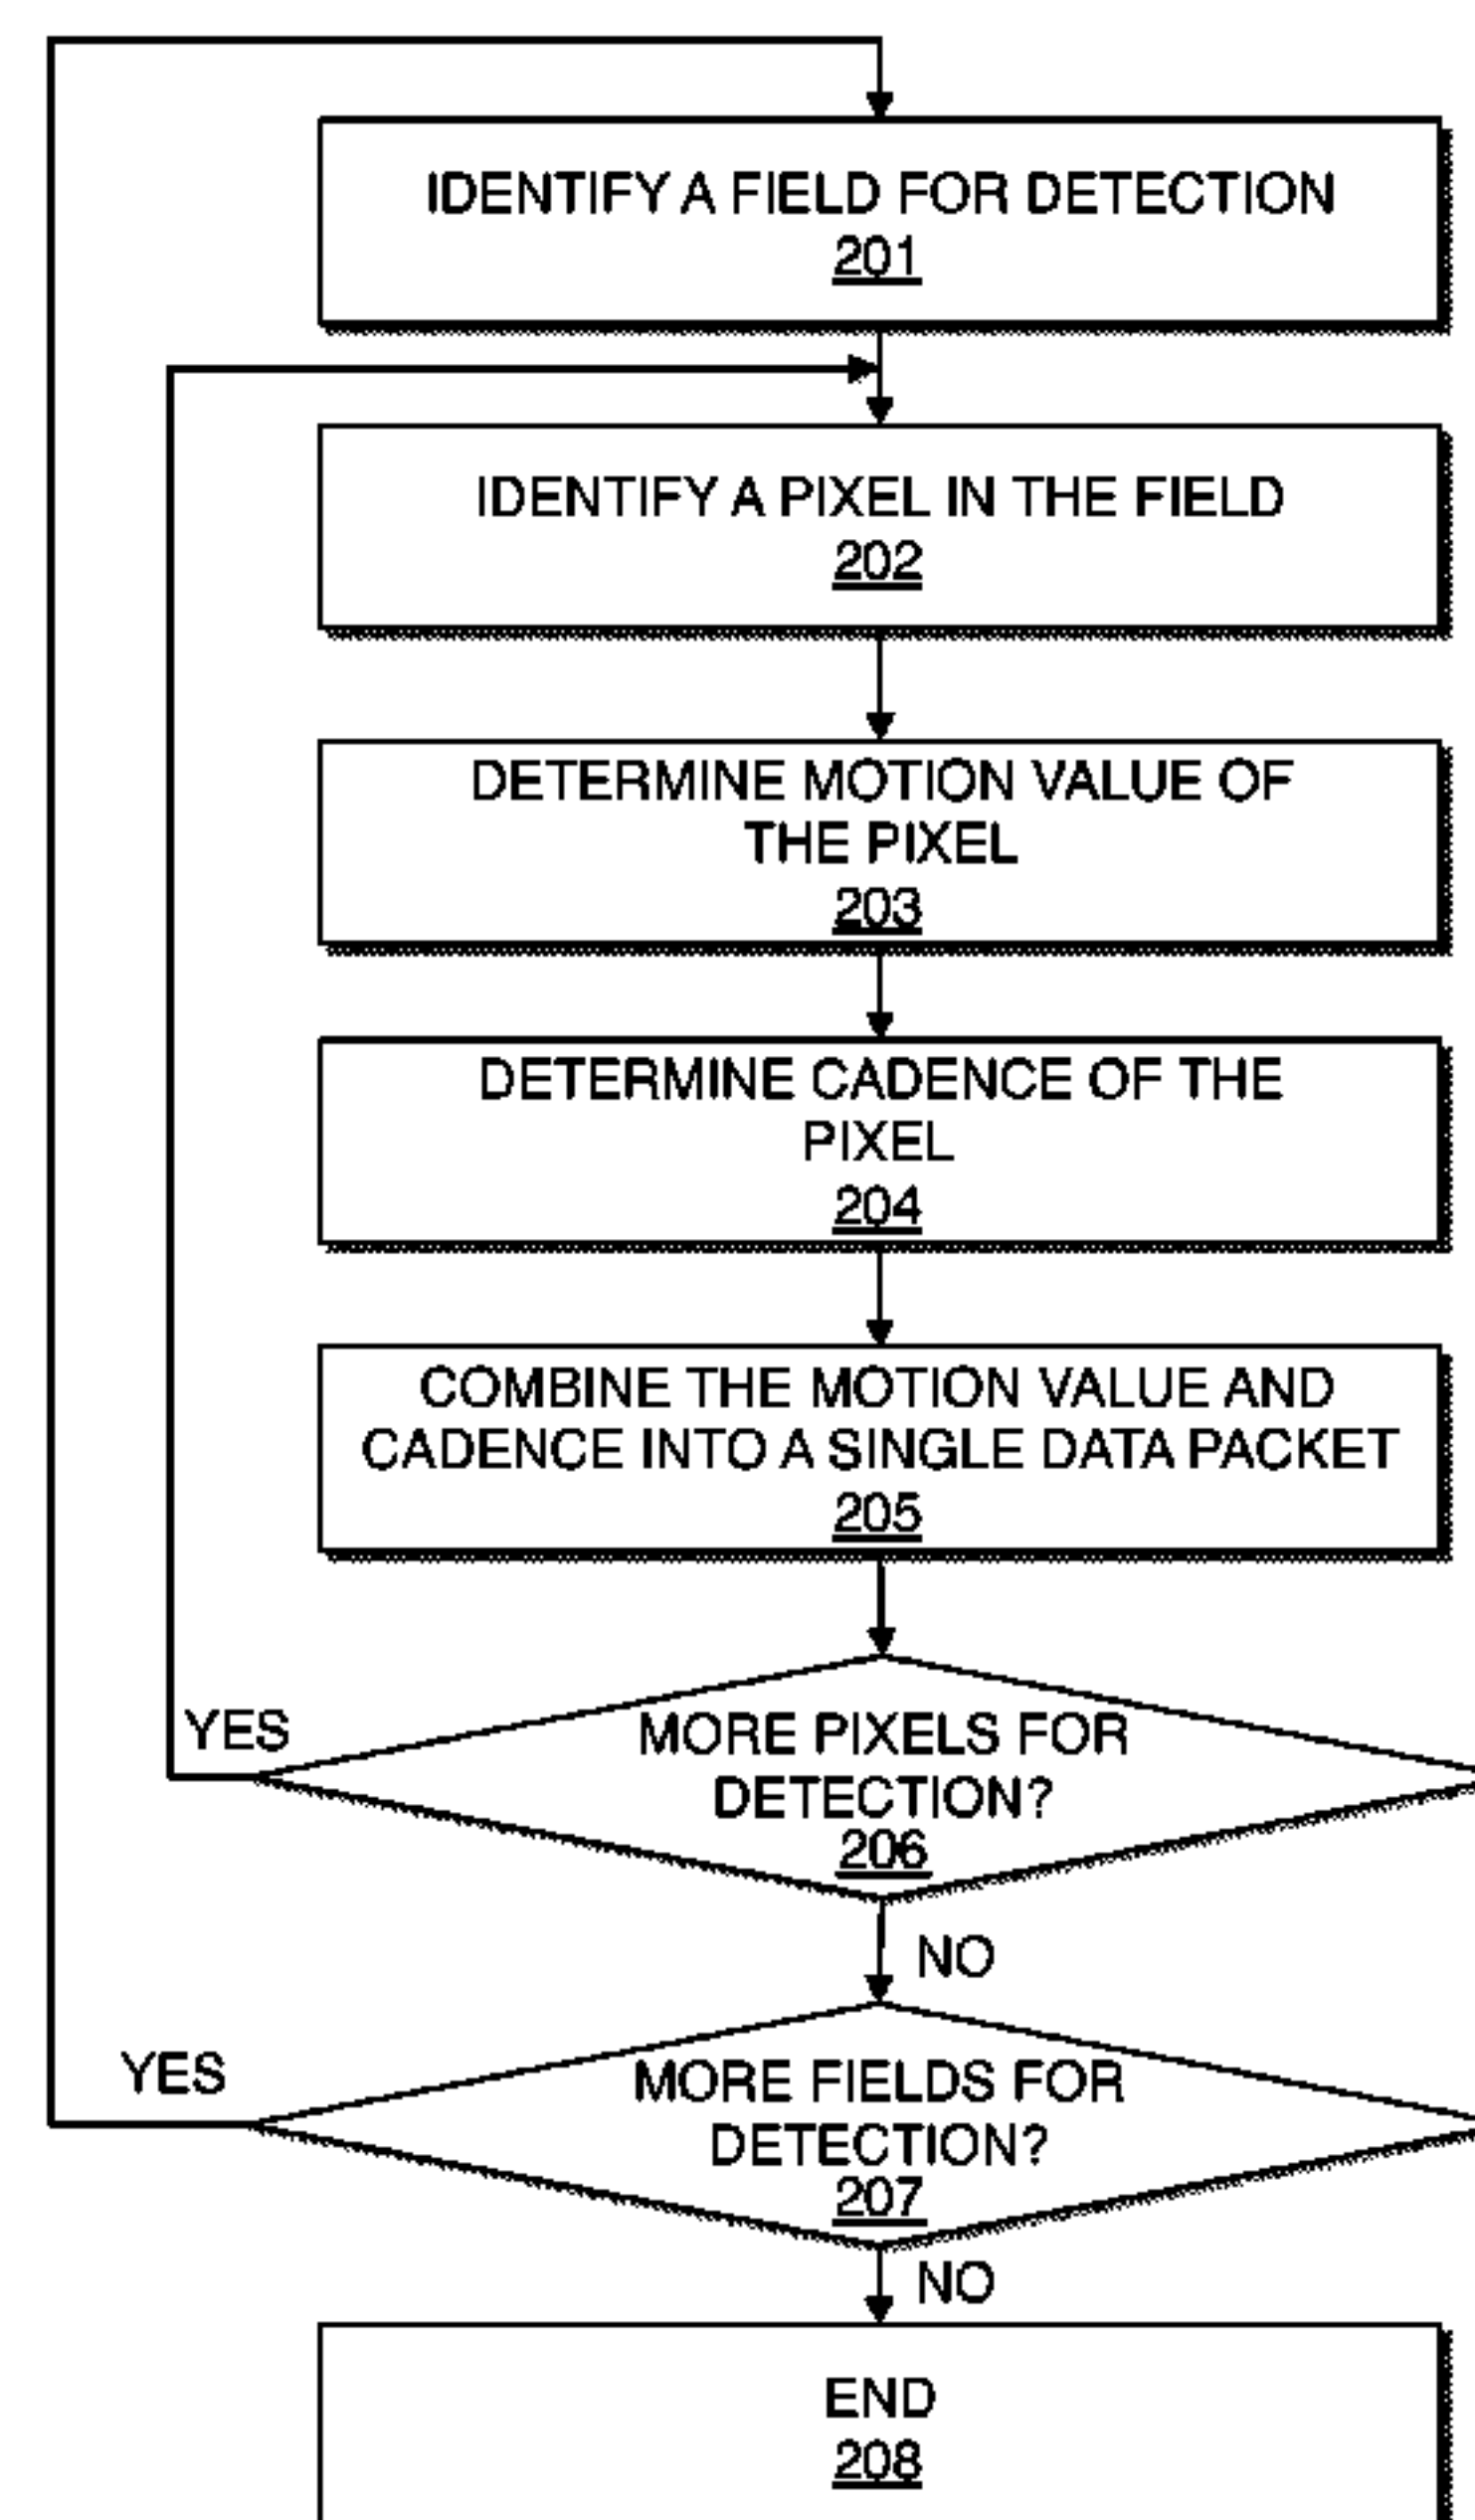 IDENTIFY A FIELD FOR DETECTION
201
IDENTIFY A PIXEL IN THE FIELD
202
DETERMINE MOTION VALUE OF
THE PIXEL
203
DETERMINE CADENCE OF THE
PIXEL
204
COMBINE THE MOTION VALUE AND
CADENCE INTO A SINGLE DATA PACKET
205
YES
MORE PIXELS FOR
DETECTION?
206
NO
YES
MORE FIELDS FOR
DETECTION?
207
NO
END
208